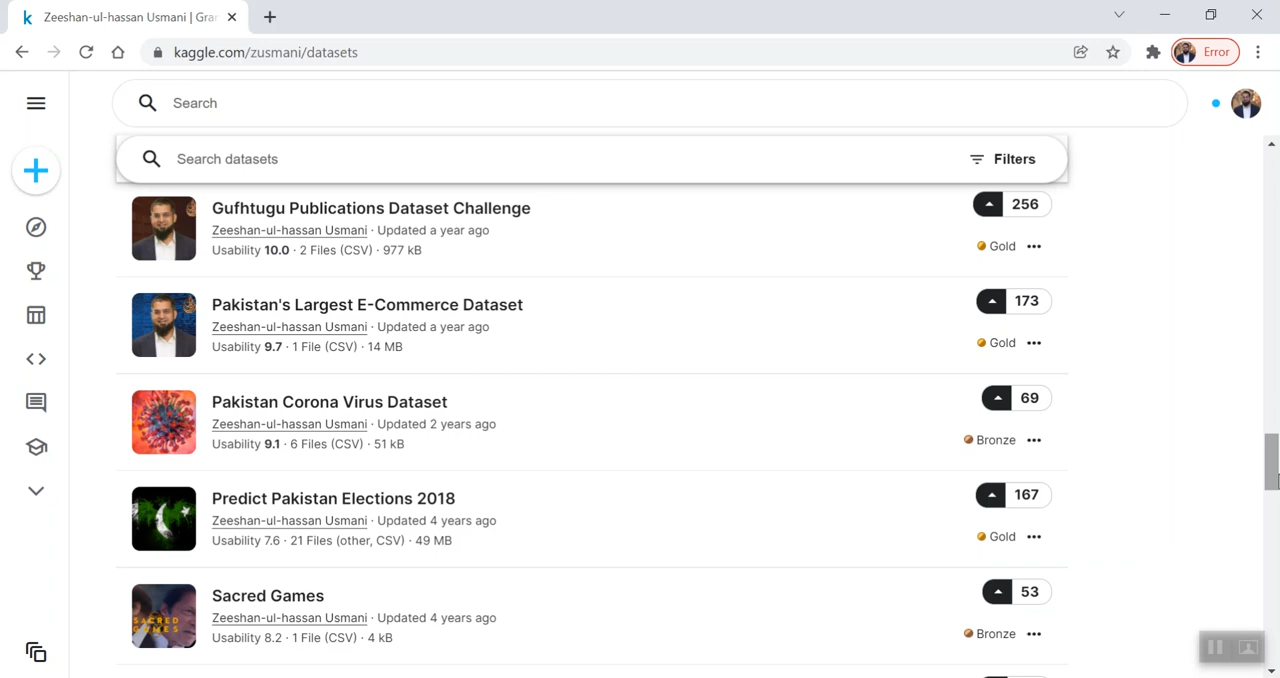 Zeeshan-ul-hassan Usmani | Gra
kaggle.com/zusmani/datasets
Error
Search
Search datasets
Filters
Gufhtugu Publications Dataset Challenge
256
Zeeshan-ul-hassan Usmani · Updated a year ago
Usability 10.0 · 2 Files (CSV) · 977 kB
Gold
Pakistan's Largest E-Commerce Dataset
173
Zeeshan-ul-hassan Usmani · Updated a year ago
Usability 9.7 · 1 File (CSV) · 14 MB
Gold
Pakistan Corona Virus Dataset
69
Zeeshan-ul-hassan Usmani · Updated 2 years ago
Usability 9.1 · 6 Files (CSV) · 51 kB
Bronze
Predict Pakistan Elections 2018
167
Zeeshan-ul-hassan Usmani · Updated 4 years ago
Usability 7.6 · 21 Files (other, CSV) · 49 MB
Gold
Sacred Games
53
Zeeshan-ul-hassan Usmani · Updated 4 years ago
Usability 8.2 · 1 File (CSV) · 4 kB
Bronze
SACRED
GAMES